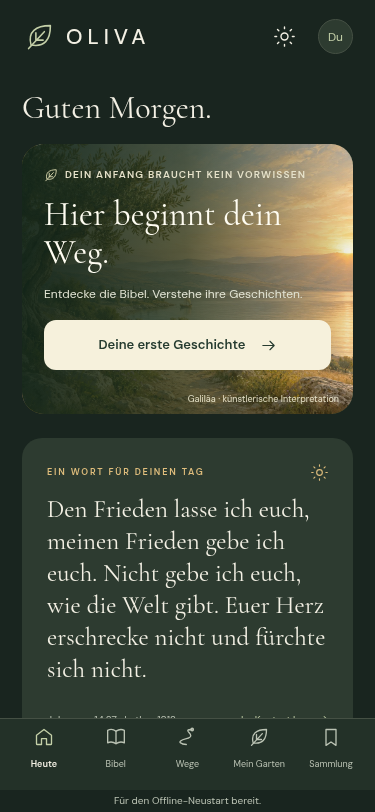 OLIVA
Du
Guten Morgen.
DEIN ANFANG BRAUCHT KEIN VORWISSEN
Hier beginnt dein
Weg.
Entdecke die Bibel. Verstehe ihre Geschichten.
Deine erste Geschichte →
Galiläa · künstlerische Interpretation
EIN WORT FÜR DEINEN TAG
Den Frieden lasse ich euch,
meinen Frieden gebe ich
euch. Nicht gebe ich euch,
wie die Welt gibt. Euer Herz
erschrecke nicht und fürchte
sich nicht.
Heute Bibel Wege Mein Garten Sammlung
Für den Offline-Neustart bereit.